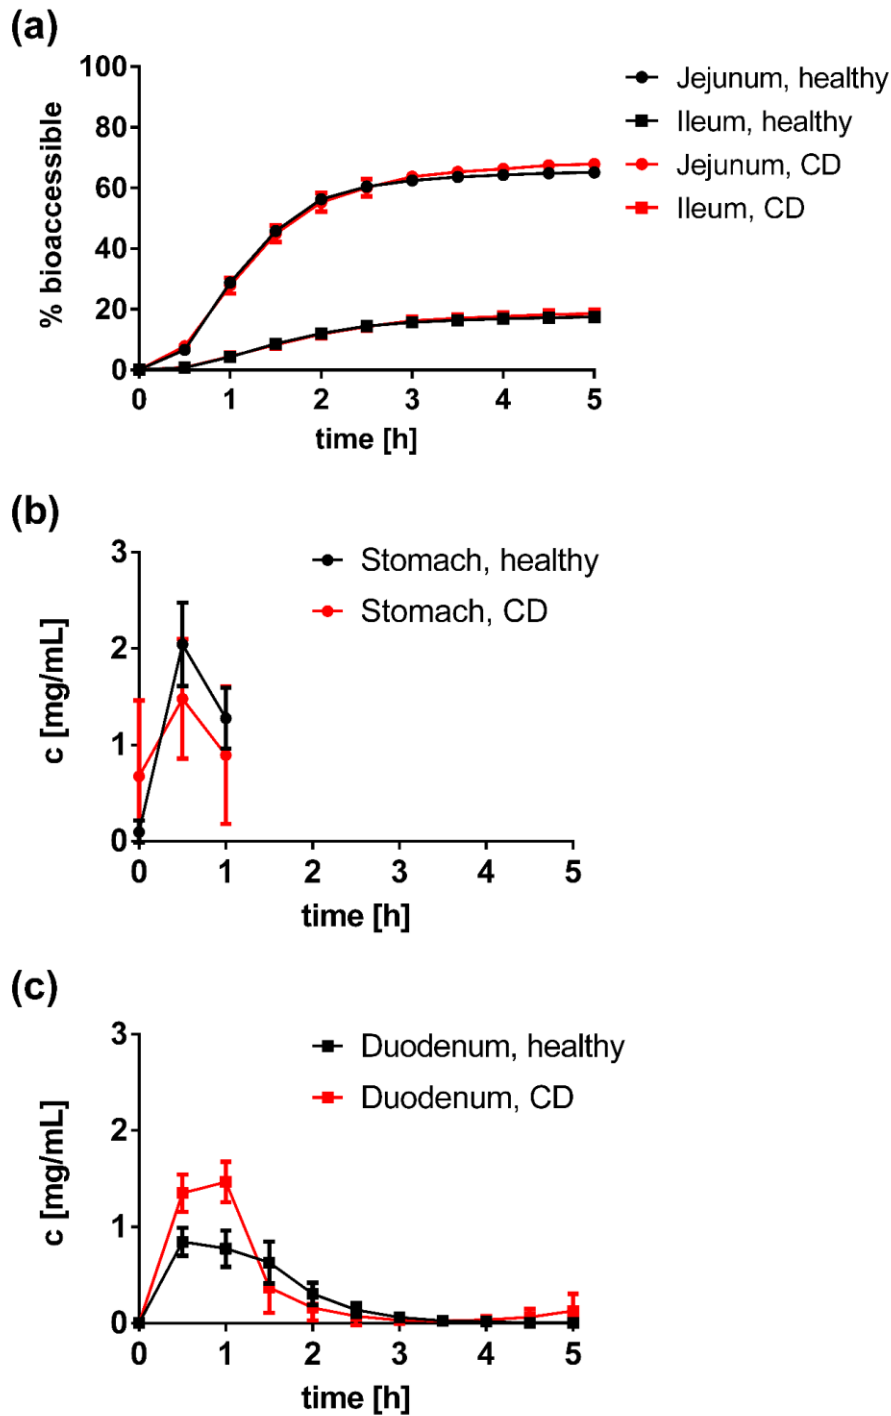 (a)
100
80
60
40
20
0
% bioaccessible
0 1 2 3 4 5
time [h]
Jejunum, healthy
Ileum, healthy
Jejunum, CD
Ileum, CD
(b)
3
2
1
0
c [mg/mL]
0 1 2 3 4 5
time [h]
Stomach, healthy
Stomach, CD
(c)
3
2
1
0
c [mg/mL]
0 1 2 3 4 5
time [h]
Duodenum, healthy
Duodenum, CD